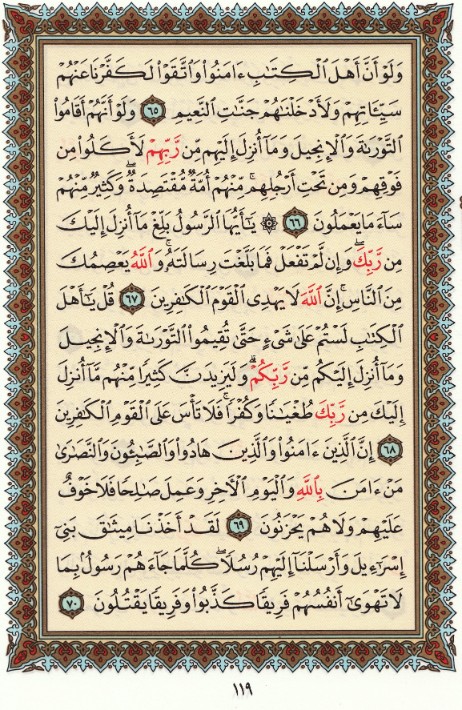 وَلَوْ أَنَّ أَهْلَ ٱلْكِتَٰبِ ءَامَنُوا۟ وَٱتَّقَوْا۟ لَكَفَّرْنَا عَنْهُمْ
سَيِّـَٔاتِهِمْ وَلَأَدْخَلْنَٰهُمْ جَنَّٰتِ ٱلنَّعِيمِ ٦٥ وَلَوْ أَنَّهُمْ أَقَامُوا۟
ٱلتَّوْرَىٰةَ وَٱلْإِنجِيلَ وَمَآ أُنزِلَ إِلَيْهِم مِّن رَّبِّهِمْ لَأَكَلُوا۟ مِن
فَوْقِهِمْ وَمِن تَحْتِ أَرْجُلِهِم ۚ مِّنْهُمْ أُمَّةٌ مُّقْتَصِدَةٌ ۖ وَكَثِيرٌ مِّنْهُمْ
سَآءَ مَا يَعْمَلُونَ ٦٦ ۞ يَٰٓأَيُّهَا ٱلرَّسُولُ بَلِّغْ مَآ أُنزِلَ إِلَيْكَ
مِن رَّبِّكَ ۖ وَإِن لَّمْ تَفْعَلْ فَمَا بَلَّغْتَ رِسَالَتَهُۥ ۚ وَٱللَّهُ يَعْصِمُكَ
مِنَ ٱلنَّاسِ ۗ إِنَّ ٱللَّهَ لَا يَهْدِى ٱلْقَوْمَ ٱلْكَٰفِرِينَ ٦٧ قُلْ يَٰٓأَهْلَ
ٱلْكِتَٰبِ لَسْتُمْ عَلَىٰ شَىْءٍ حَتَّىٰ تُقِيمُوا۟ ٱلتَّوْرَىٰةَ وَٱلْإِنجِيلَ
وَمَآ أُنزِلَ إِلَيْكُم مِّن رَّبِّكُمْ ۗ وَلَيَزِيدَنَّ كَثِيرًا مِّنْهُم مَّآ أُنزِلَ
إِلَيْكَ مِن رَّبِّكَ طُغْيَٰنًا وَكُفْرًا ۖ فَلَا تَأْسَ عَلَى ٱلْقَوْمِ ٱلْكَٰفِرِينَ
٦٨ إِنَّ ٱلَّذِينَ ءَامَنُوا۟ وَٱلَّذِينَ هَادُوا۟ وَٱلصَّٰبِـُٔونَ وَٱلنَّصَٰرَىٰ
مَنْ ءَامَنَ بِٱللَّهِ وَٱلْيَوْمِ ٱلْءَاخِرِ وَعَمِلَ صَٰلِحًا فَلَا خَوْفٌ
عَلَيْهِمْ وَلَا هُمْ يَحْزَنُونَ ٦٩ لَقَدْ أَخَذْنَا مِيثَٰقَ بَنِىٓ
إِسْرَٰٓءِيلَ وَأَرْسَلْنَآ إِلَيْهِمْ رُسُلًا ۖ كُلَّمَا جَآءَهُمْ رَسُولٌۢ بِمَا
لَا تَهْوَىٰٓ أَنفُسُهُمْ فَرِيقًا كَذَّبُوا۟ وَفَرِيقًا يَقْتُلُونَ ٧٠
١١٩